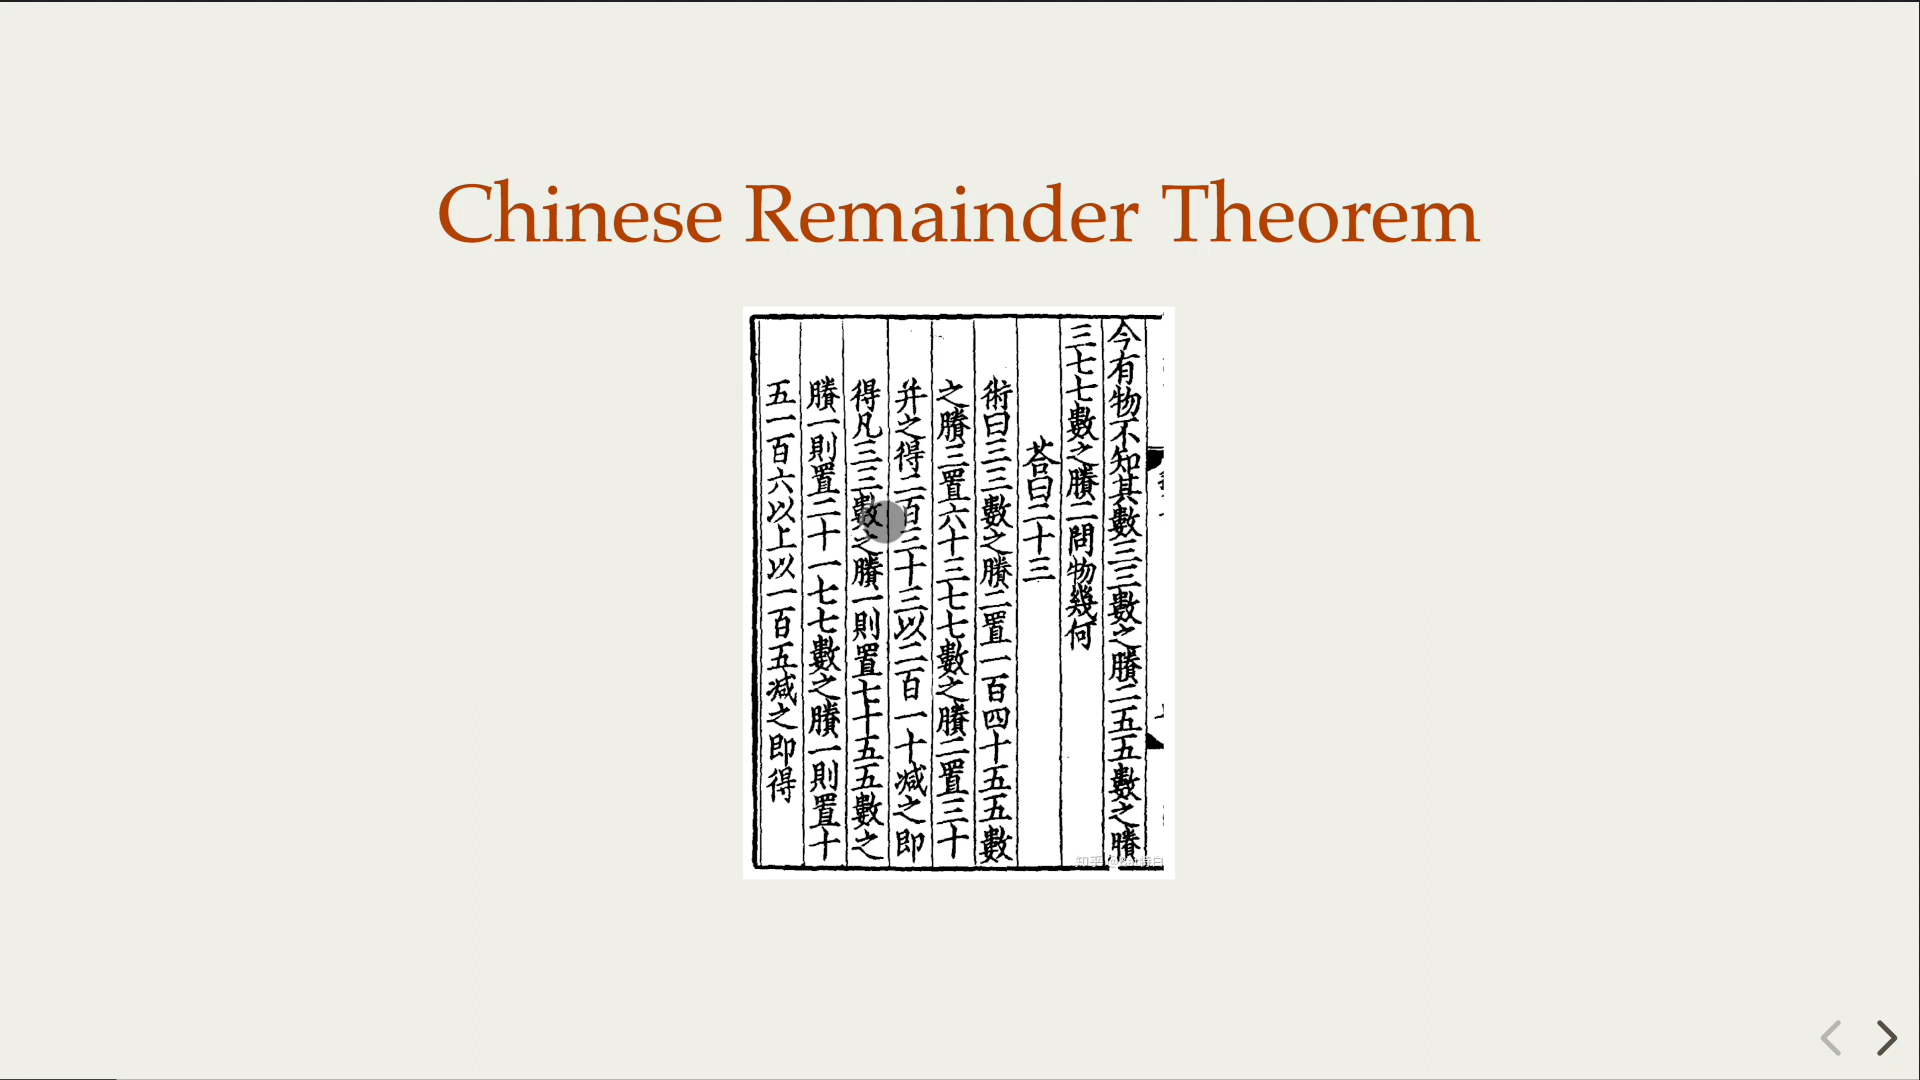 Chinese Remainder Theorem
今有物不知其數三三數之賸二五五數之賸
三七七數之賸二問物幾何
荅曰二十三
術曰三三數之賸二置一百四十五五數
之賸三置六十三七七數之賸二置三十
并之得二百三十三以二百一十減之即
得凡三三數之賸一則置七十五五數之
賸一則置二十一七七數之賸一則置十
五一百六以上以一百五減之即得
知乎